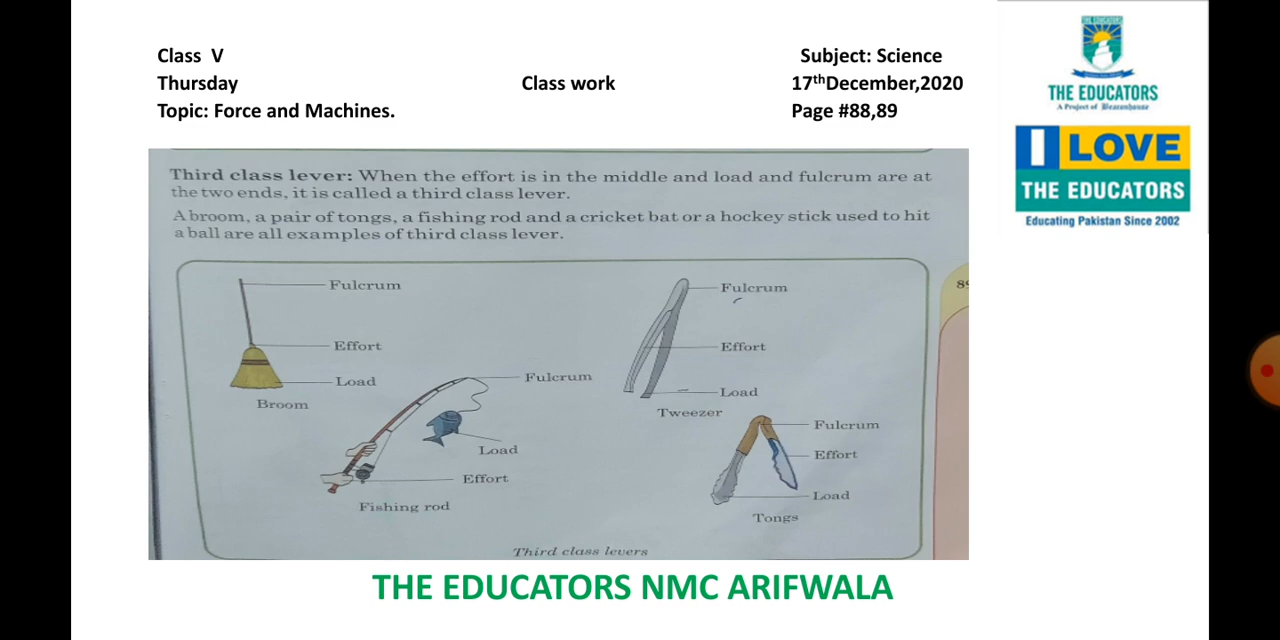 Class V
Subject: Science
Thursday
Class work
17thDecember,2020
Topic: Force and Machines.
Page #88,89
THE EDUCATORS
A Project of Beaconhouse
I LOVE
THE EDUCATORS
Educating Pakistan Since 2002
Third class lever: When the effort is in the middle and load and fulcrum are at
the two ends, it is called a third class lever.
A broom, a pair of tongs, a fishing rod and a cricket bat or a hockey stick used to hit
a ball are all examples of third class lever.
Fulcrum
Effort
Load
Broom
Fulcrum
Load
Effort
Fishing rod
Fulcrum
Effort
Load
Tweezer
Fulcrum
Effort
Load
Tongs
Third class levers
THE EDUCATORS NMC ARIFWALA